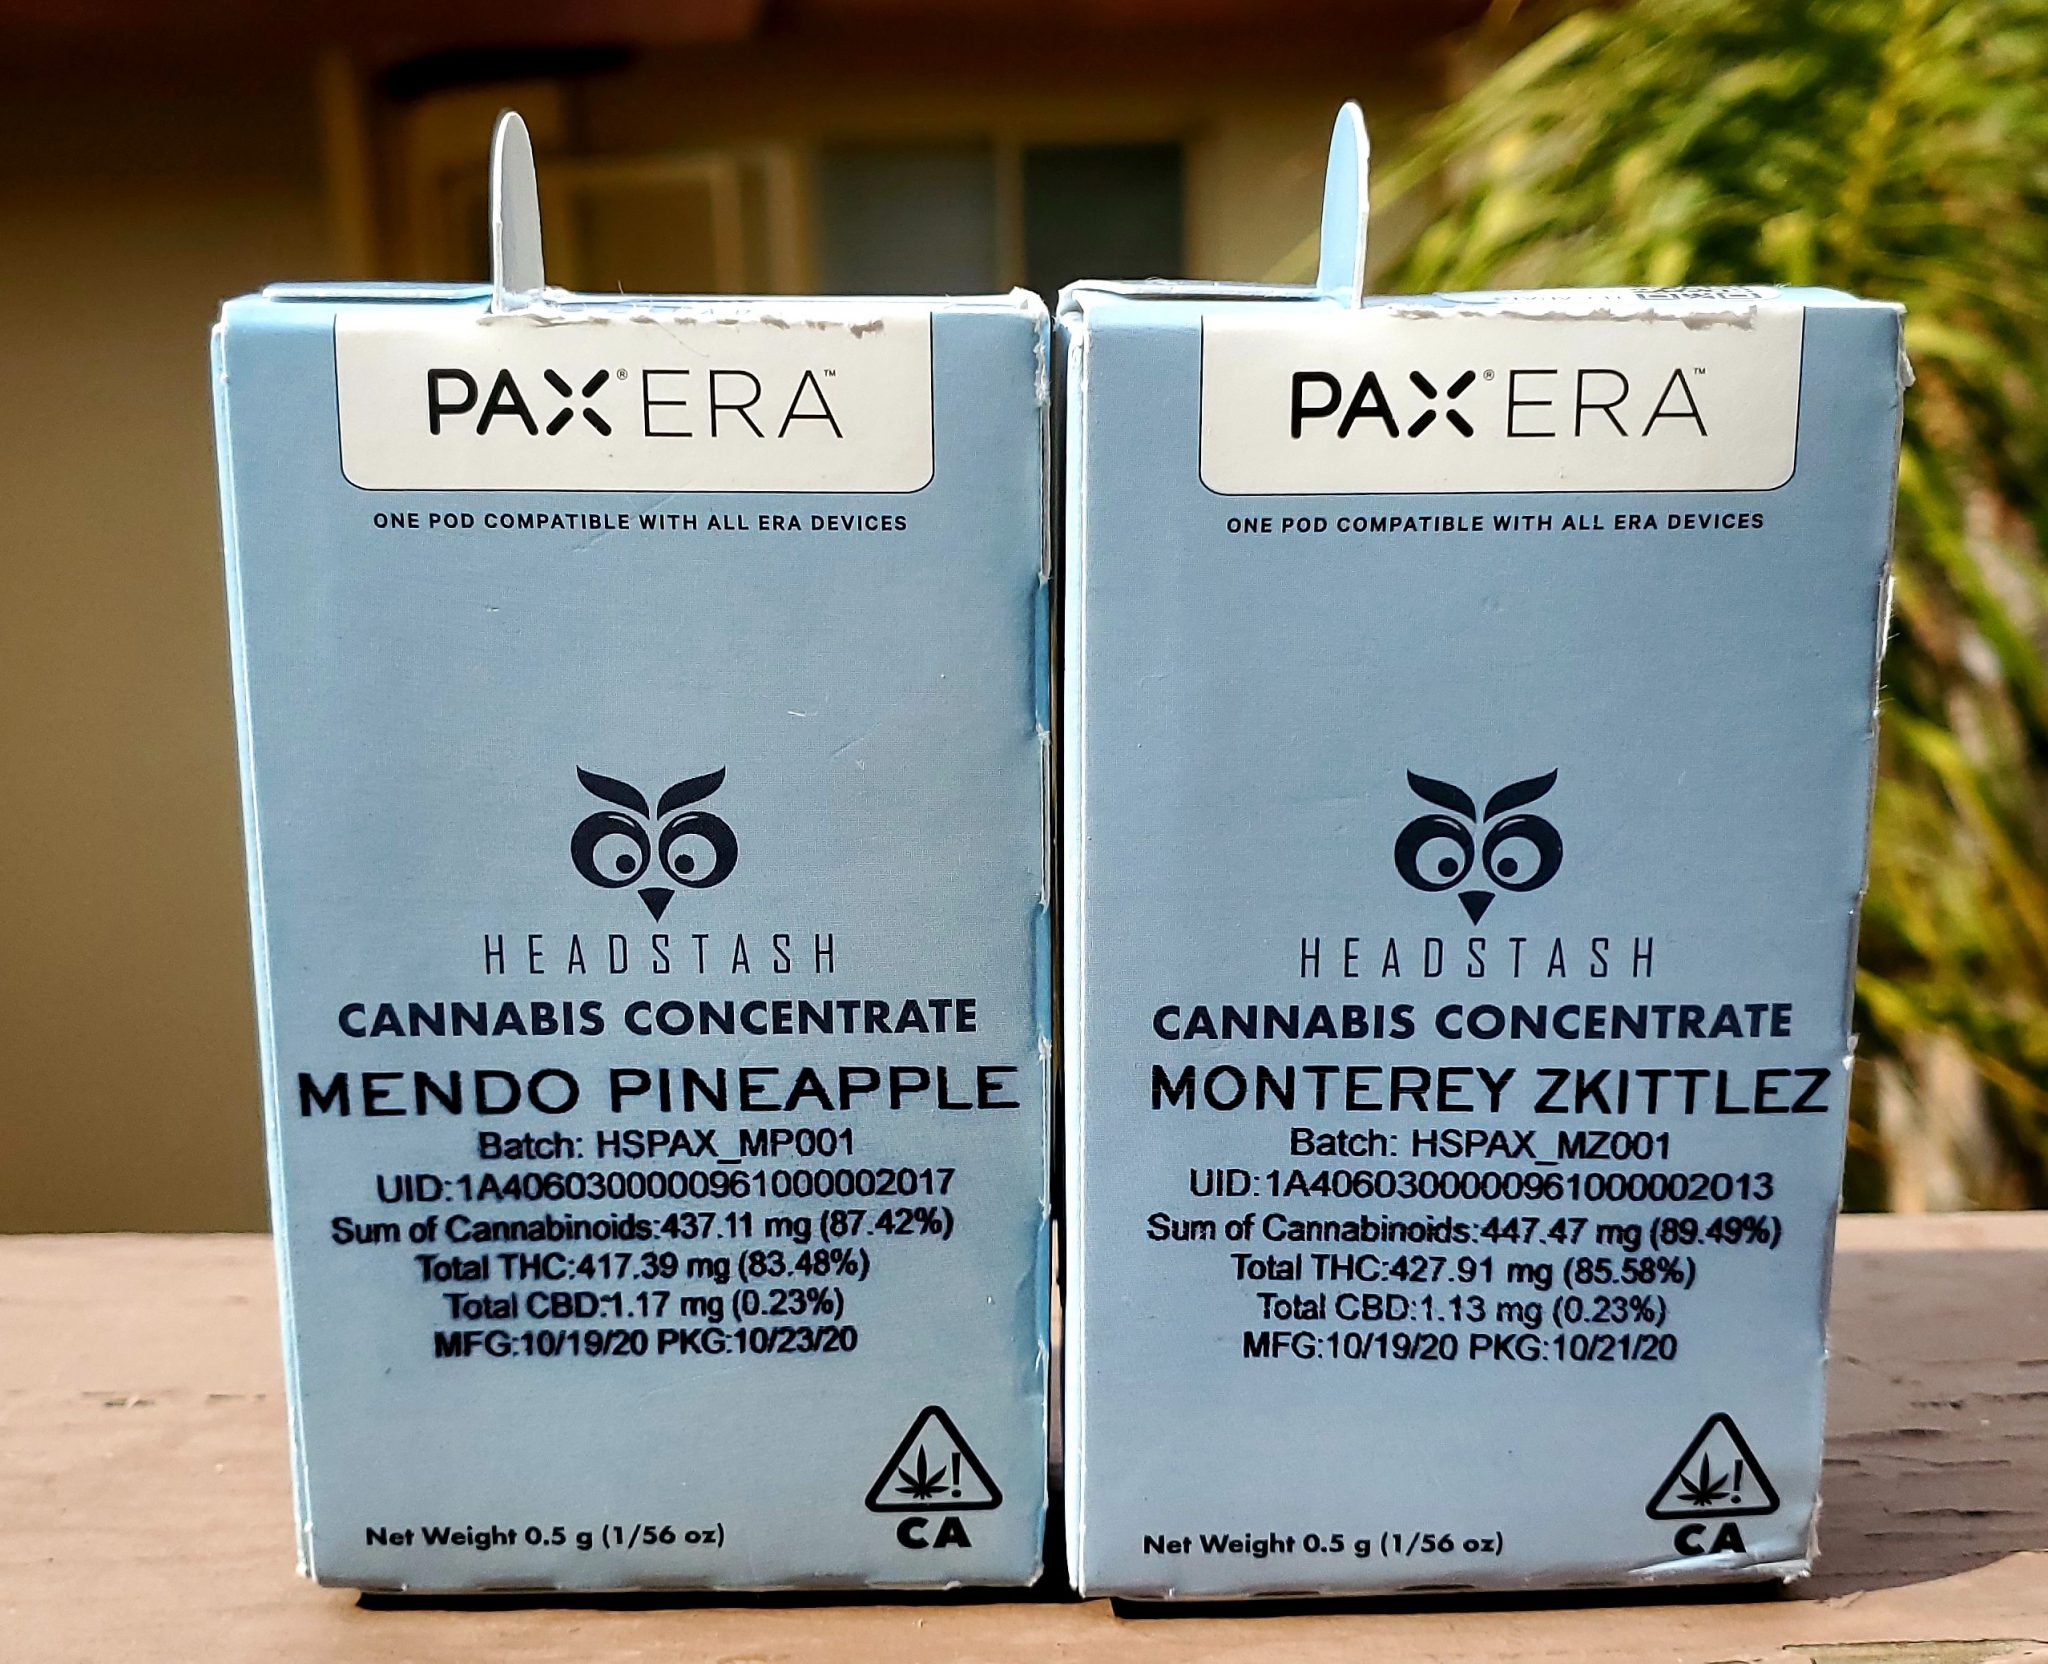 PAX® ERA™
ONE POD COMPATIBLE WITH ALL ERA DEVICES
HEADSTASH
CANNABIS CONCENTRATE
MENDO PINEAPPLE
Batch: HSPAX_MP001
UID:1A4060300000961000002017
Sum of Cannabinoids:437.11 mg (87.42%)
Total THC:417.39 mg (83.48%)
Total CBD:1.17 mg (0.23%)
MFG:10/19/20 PKG:10/23/20
Net Weight 0.5 g (1/56 oz)
CA
PAX® ERA™
ONE POD COMPATIBLE WITH ALL ERA DEVICES
HEADSTASH
CANNABIS CONCENTRATE
MONTEREY ZKITTLEZ
Batch: HSPAX_MZ001
UID:1A4060300000961000002013
Sum of Cannabinoids:447.47 mg (89.49%)
Total THC:427.91 mg (85.58%)
Total CBD:1.13 mg (0.23%)
MFG:10/19/20 PKG:10/21/20
Net Weight 0.5 g (1/56 oz)
CA